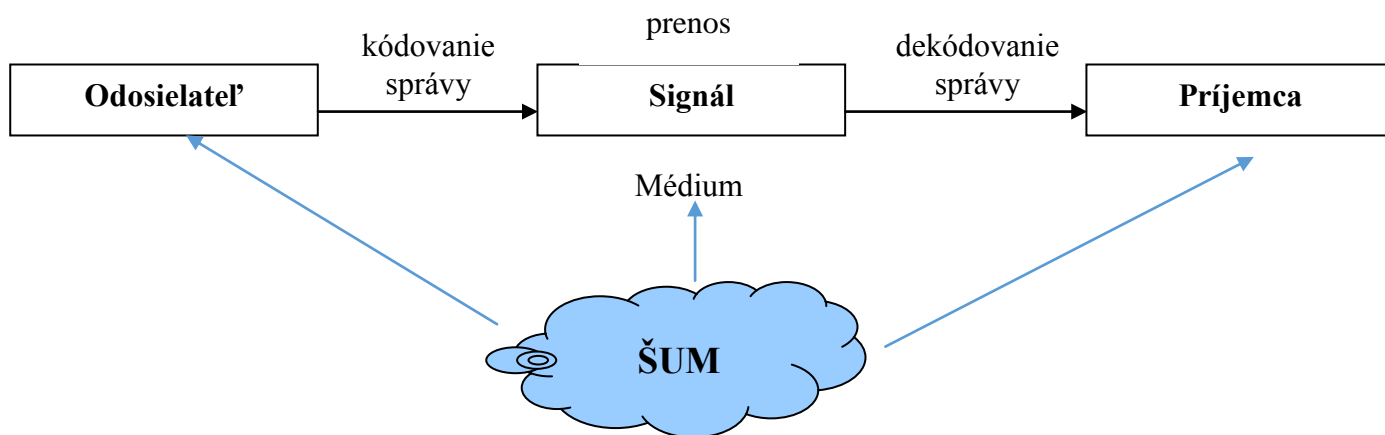 prenos
kódovanie
správy
dekódovanie
správy
Odosielateľ
Signál
Príjemca
Médium
ŠUM